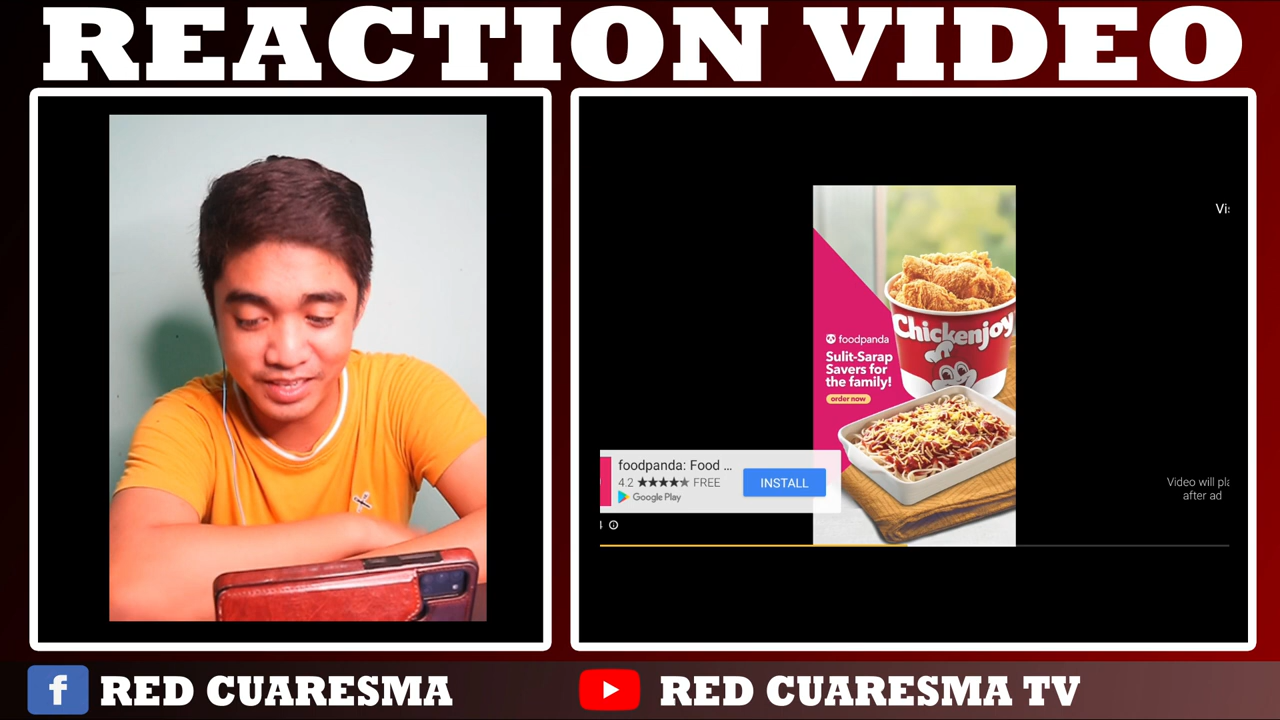 REACTION VIDEO
Chickenjoy
foodpanda
Sulit-Sarap
Savers for
the family!
order now
foodpanda: Food ...
4.2 ★★★★★ FREE
Google Play
INSTALL
Video will
after ad
f RED CUARESMA
RED CUARESMA TV